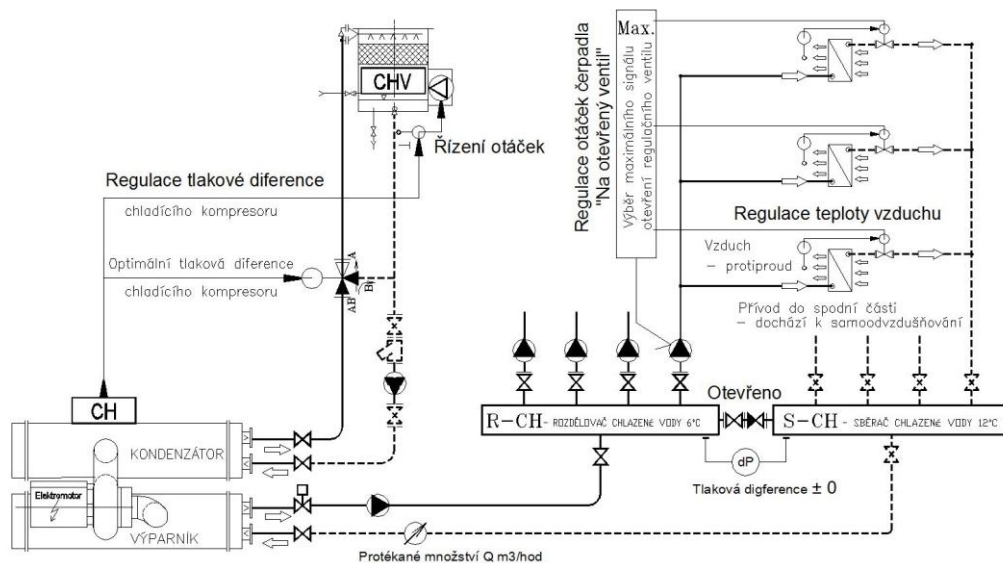 CHV
Řízení otáček
Regulace tlakové diference
chladícího kompresoru
Optimální tlaková diference
chladícího kompresoru
A
B
AB
CH
KONDENZÁTOR
Elektromotor
VÝPARNÍK
Protékané množství Q m3/hod
Regulace otáček čerpadla
"Na otevřený ventil"
Max.
Výběr maximálního signálu
otevření regulačního ventilu
Regulace teploty vzduchu
Vzduch
– protiproud
Přívod do spodní části
– dochází k samoodvzdušňování
Otevřeno
R-CH - ROZDĚLOVAČ CHLAZENE VODY 6°C
S-CH - SBĚRAČ CHLAZENE VODY 12°C
dP
Tlaková digference ± 0